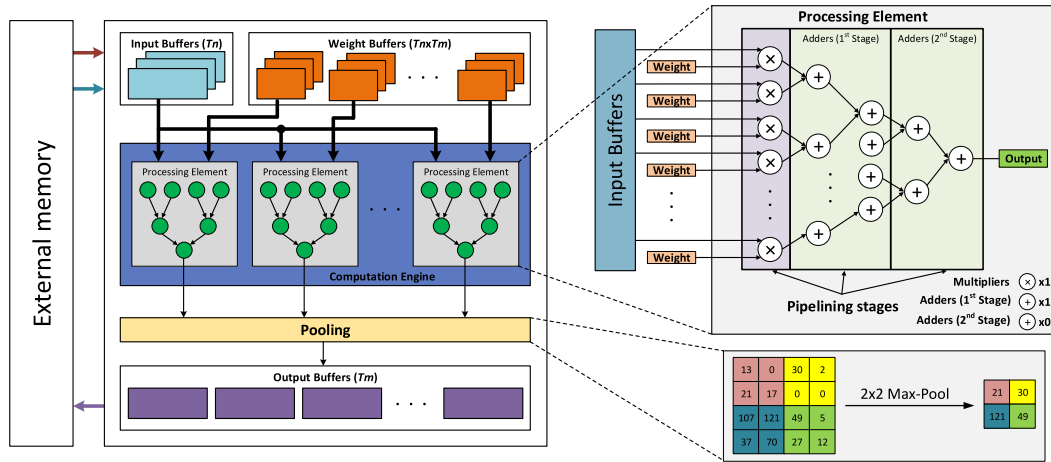 External memory
Input Buffers (Tn)
Weight Buffers (TnxTm)
. . .
Processing Element
Processing Element
Processing Element
. . .
Computation Engine
Pooling
Output Buffers (Tm)
. . .
Processing Element
Input Buffers
Adders (1st Stage)
Adders (2nd Stage)
Weight
Weight
Weight
Weight
Weight
× + + + +
× + + + +
× + + + +
× +
×
Output
Pipelining stages
Multipliers × x1
Adders (1st Stage) + x1
Adders (2nd Stage) + x0
13 0 30 2
21 17 0 0
107 121 49 5
37 70 27 12
2x2 Max-Pool
21 30
121 49